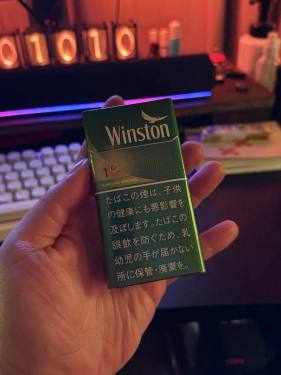 01010
Winston
1
たばこの煙は、子供
の健康にも悪影響を
及ぼします。たばこの
誤飲を防ぐため、乳
幼児の手が届かない
所に保管・廃棄を。